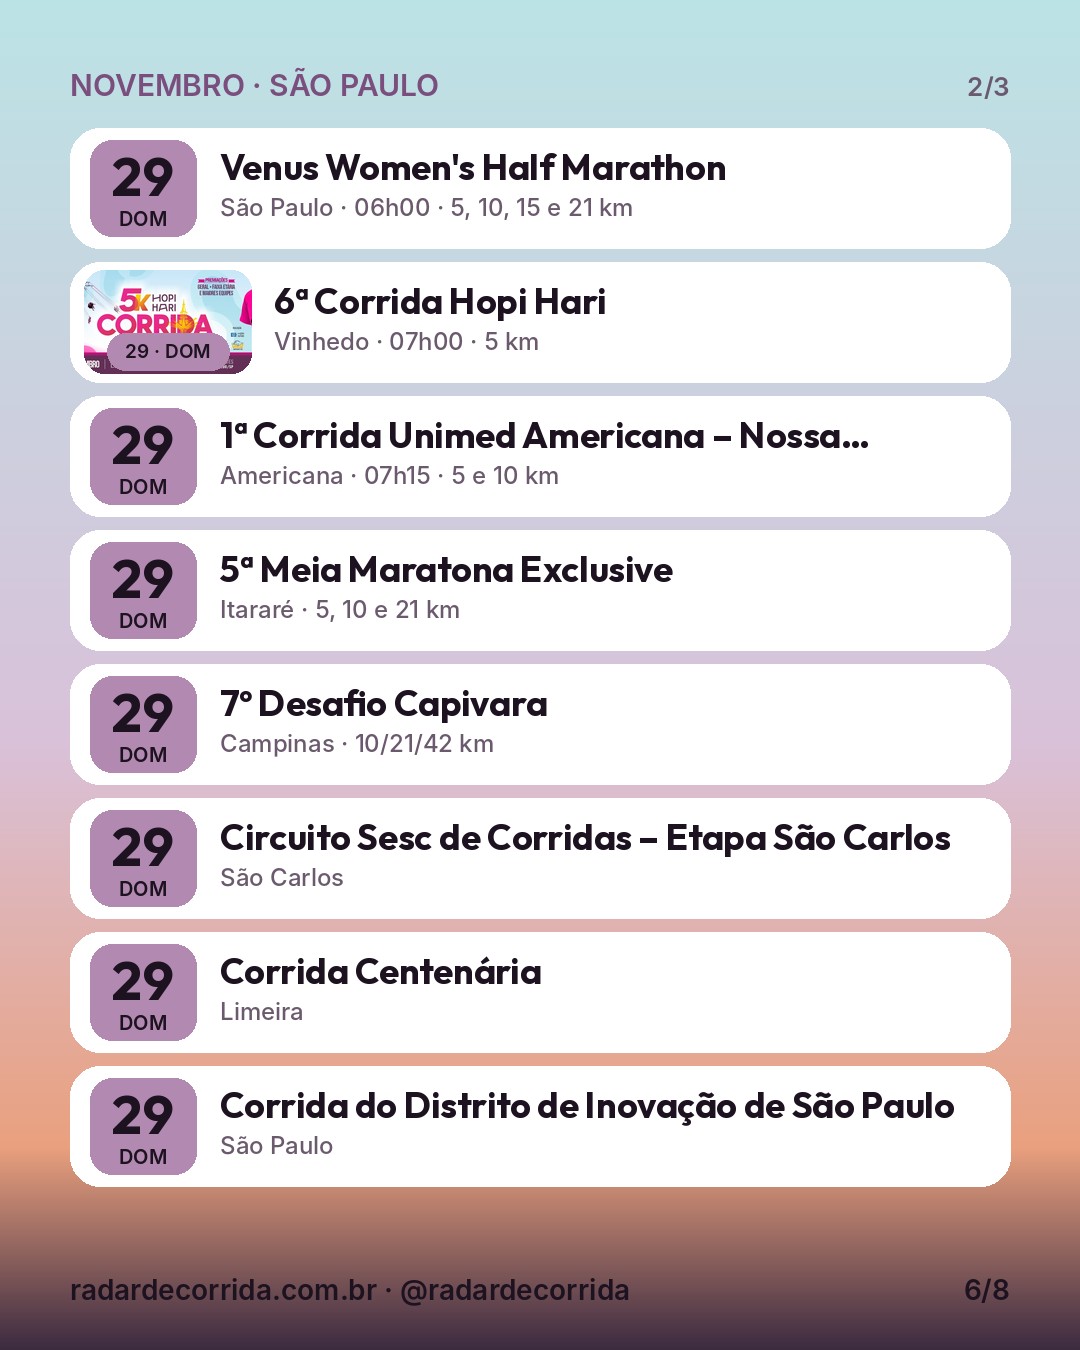 NOVEMBRO · SÃO PAULO
2/3
29
DOM
Venus Women's Half Marathon
São Paulo · 06h00 · 5, 10, 15 e 21 km
5K HOPI HARI
CORRIDA
29 · DOM
6ª Corrida Hopi Hari
Vinhedo · 07h00 · 5 km
29
DOM
1ª Corrida Unimed Americana – Nossa...
Americana · 07h15 · 5 e 10 km
29
DOM
5ª Meia Maratona Exclusive
Itararé · 5, 10 e 21 km
29
DOM
7º Desafio Capivara
Campinas · 10/21/42 km
29
DOM
Circuito Sesc de Corridas – Etapa São Carlos
São Carlos
29
DOM
Corrida Centenária
Limeira
29
DOM
Corrida do Distrito de Inovação de São Paulo
São Paulo
radardecorrida.com.br · @radardecorrida
6/8